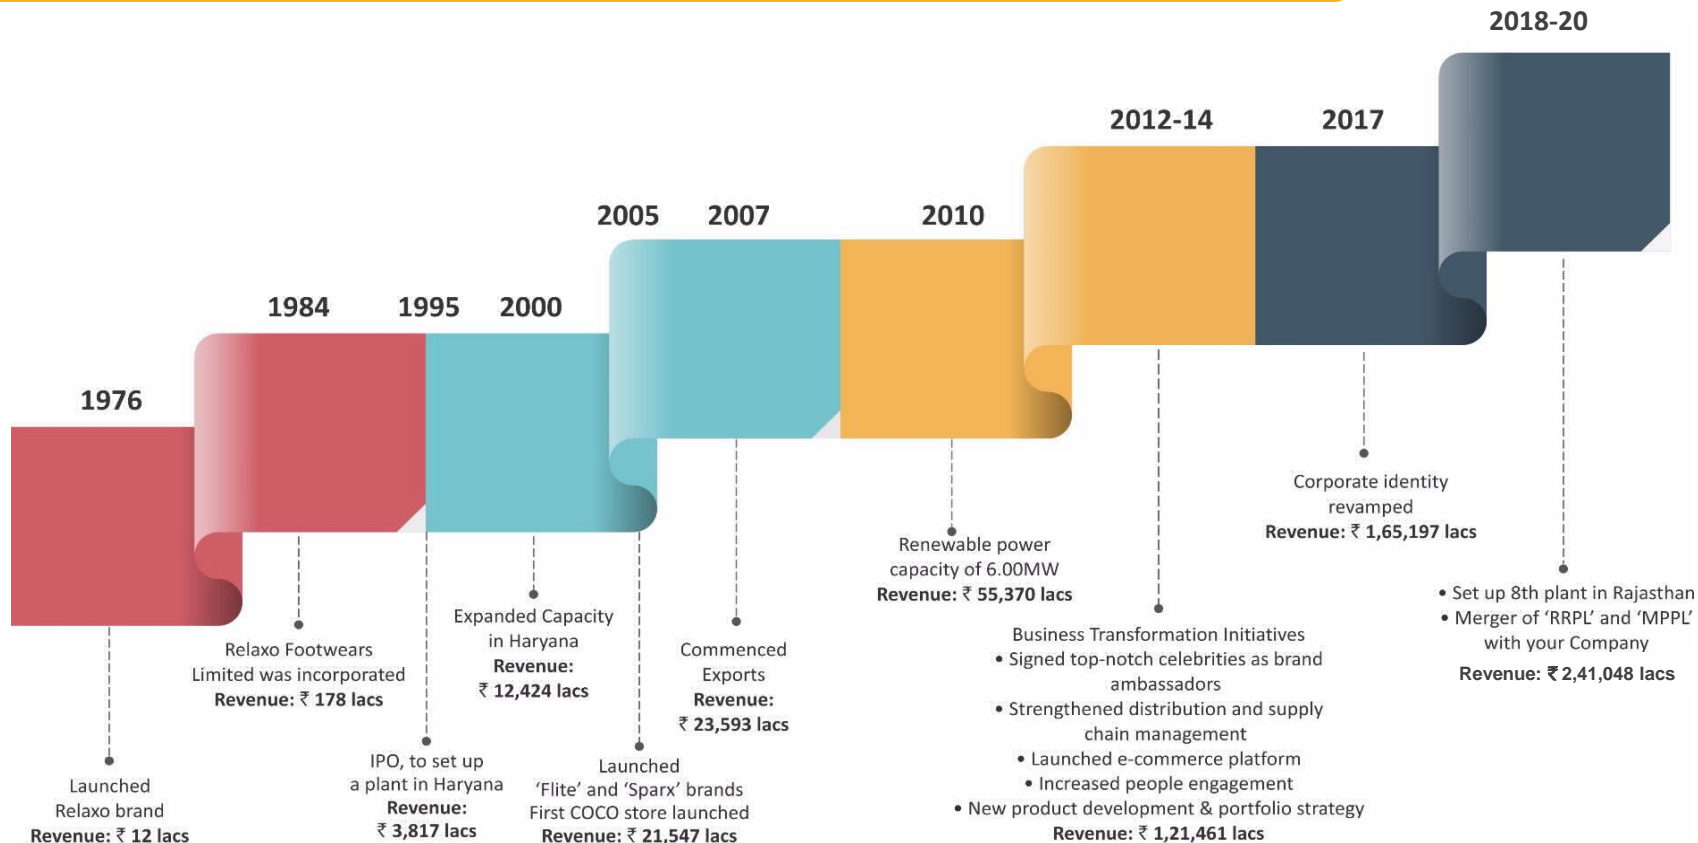 1976
Launched
Relaxo brand
Revenue: ₹ 12 lacs
1984
Relaxo Footwears
Limited was incorporated
Revenue: ₹ 178 lacs
1995
IPO, to set up
a plant in Haryana
Revenue:
₹ 3,817 lacs
2000
Expanded Capacity
in Haryana
Revenue:
₹ 12,424 lacs
2005
Launched
‘Flite’ and ‘Sparx’ brands
First COCO store launched
Revenue: ₹ 21,547 lacs
2007
Commenced
Exports
Revenue:
₹ 23,593 lacs
2010
Renewable power
capacity of 6.00MW
Revenue: ₹ 55,370 lacs
2012-14
Business Transformation Initiatives
• Signed top-notch celebrities as brand
ambassadors
• Strengthened distribution and supply
chain management
• Launched e-commerce platform
• Increased people engagement
• New product development & portfolio strategy
Revenue: ₹ 1,21,461 lacs
2017
Corporate identity
revamped
Revenue: ₹ 1,65,197 lacs
2018-20
• Set up 8th plant in Rajasthan
• Merger of ‘RRPL’ and ‘MPPL’
with your Company
Revenue: ₹ 2,41,048 lacs